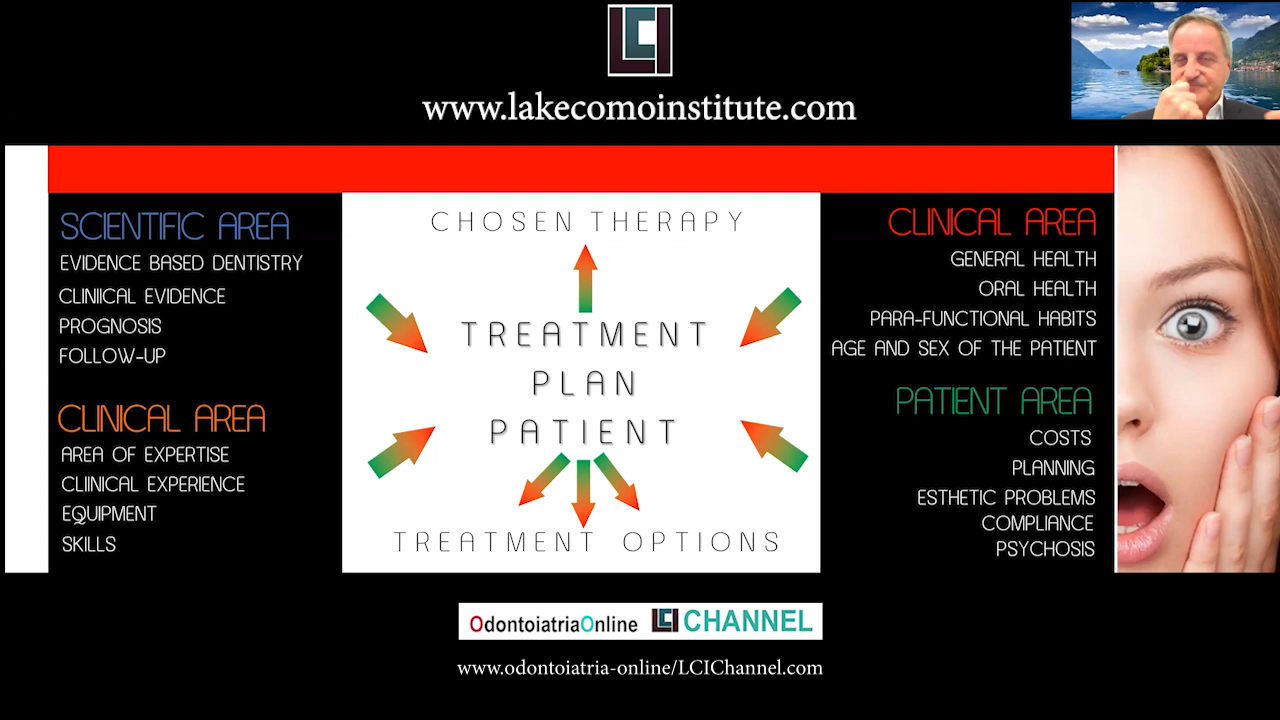 LCI
www.lakecomoinstitute.com
SCIENTIFIC AREA
EVIDENCE BASED DENTISTRY
CLINIICAL EVIDENCE
PROGNOSIS
FOLLOW-UP
CLINICAL AREA
AREA OF EXPERTISE
CLIINICAL EXPERIENCE
EQUIPMENT
SKILLS
CHOSEN THERAPY
TREATMENT
PLAN
PATIENT
TREATMENT OPTIONS
CLINICAL AREA
GENERAL HEALTH
ORAL HEALTH
PARA-FUNCTIONAL HABITS
AGE AND SEX OF THE PATIENT
PATIENT AREA
COSTS
PLANNING
ESTHETIC PROBLEMS
COMPLIANCE
PSYCHOSIS
OdontoiatriaOnline LCI CHANNEL
www.odontoiatria-online/LCIChannel.com